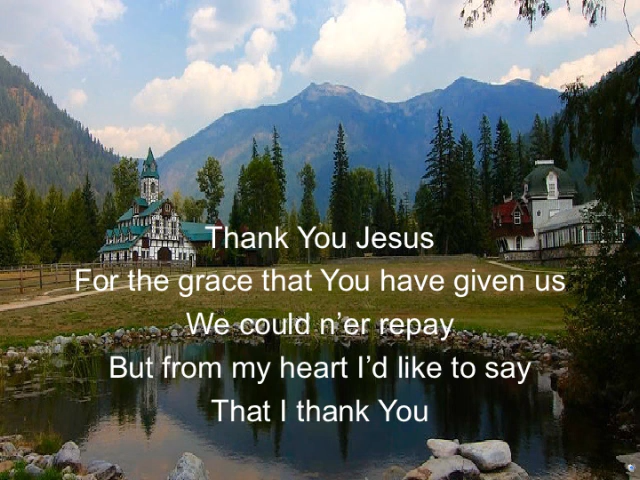 Thank You Jesus
For the grace that You have given us
We could n’er repay
But from my heart I’d like to say
That I thank You